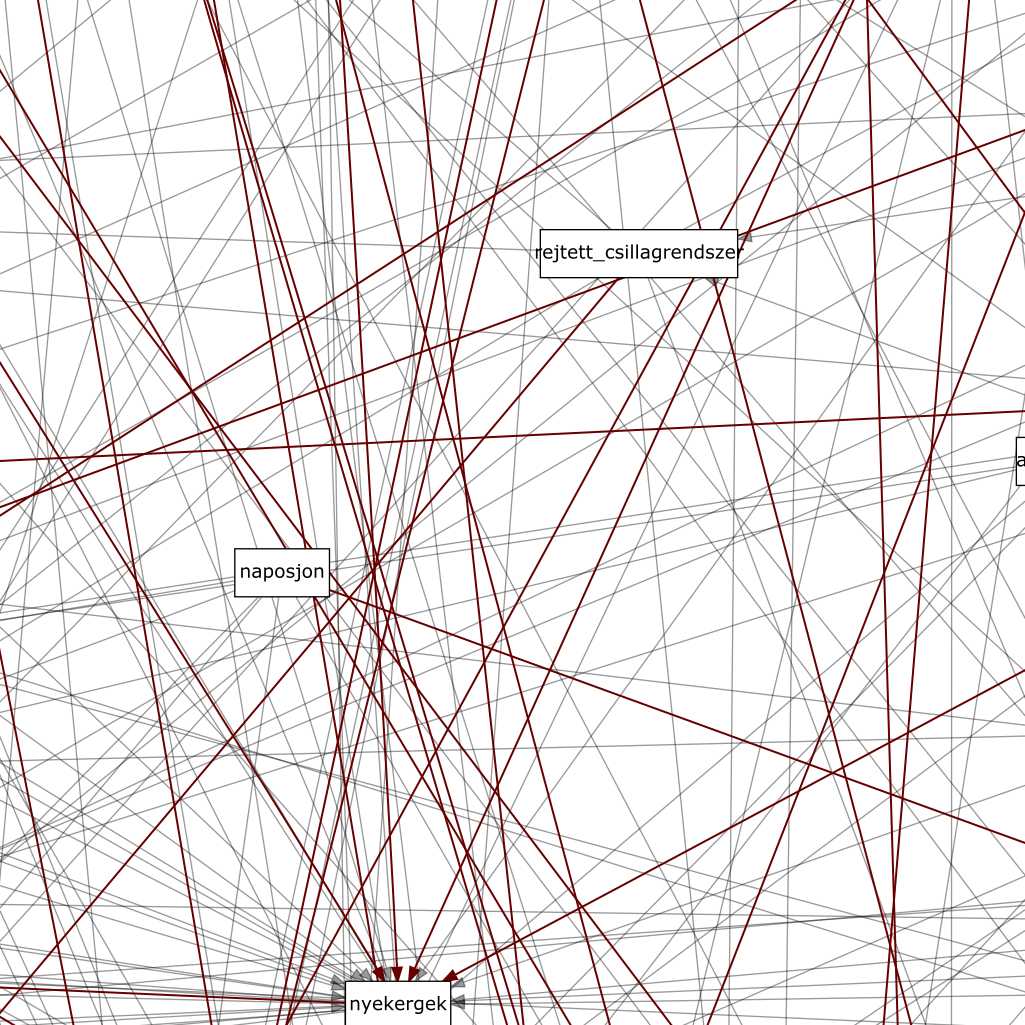 rejtett_csillagrendszer
a
naposjon
nyekergek